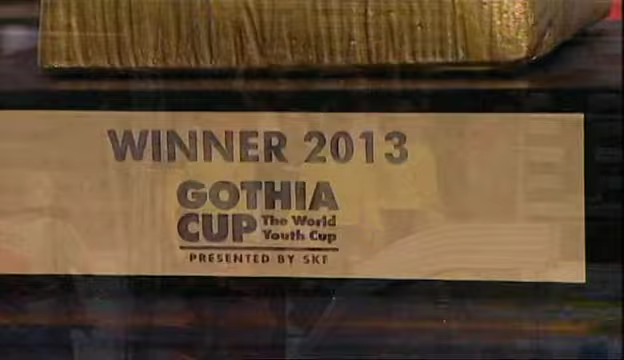 WINNER 2013
GOTHIA
CUP The World
Youth Cup
PRESENTED BY SKF